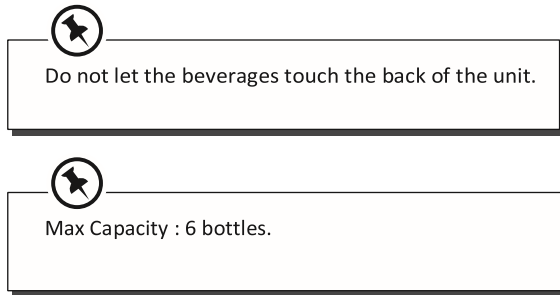 Do not let the beverages touch the back of the unit.
Max Capacity : 6 bottles.